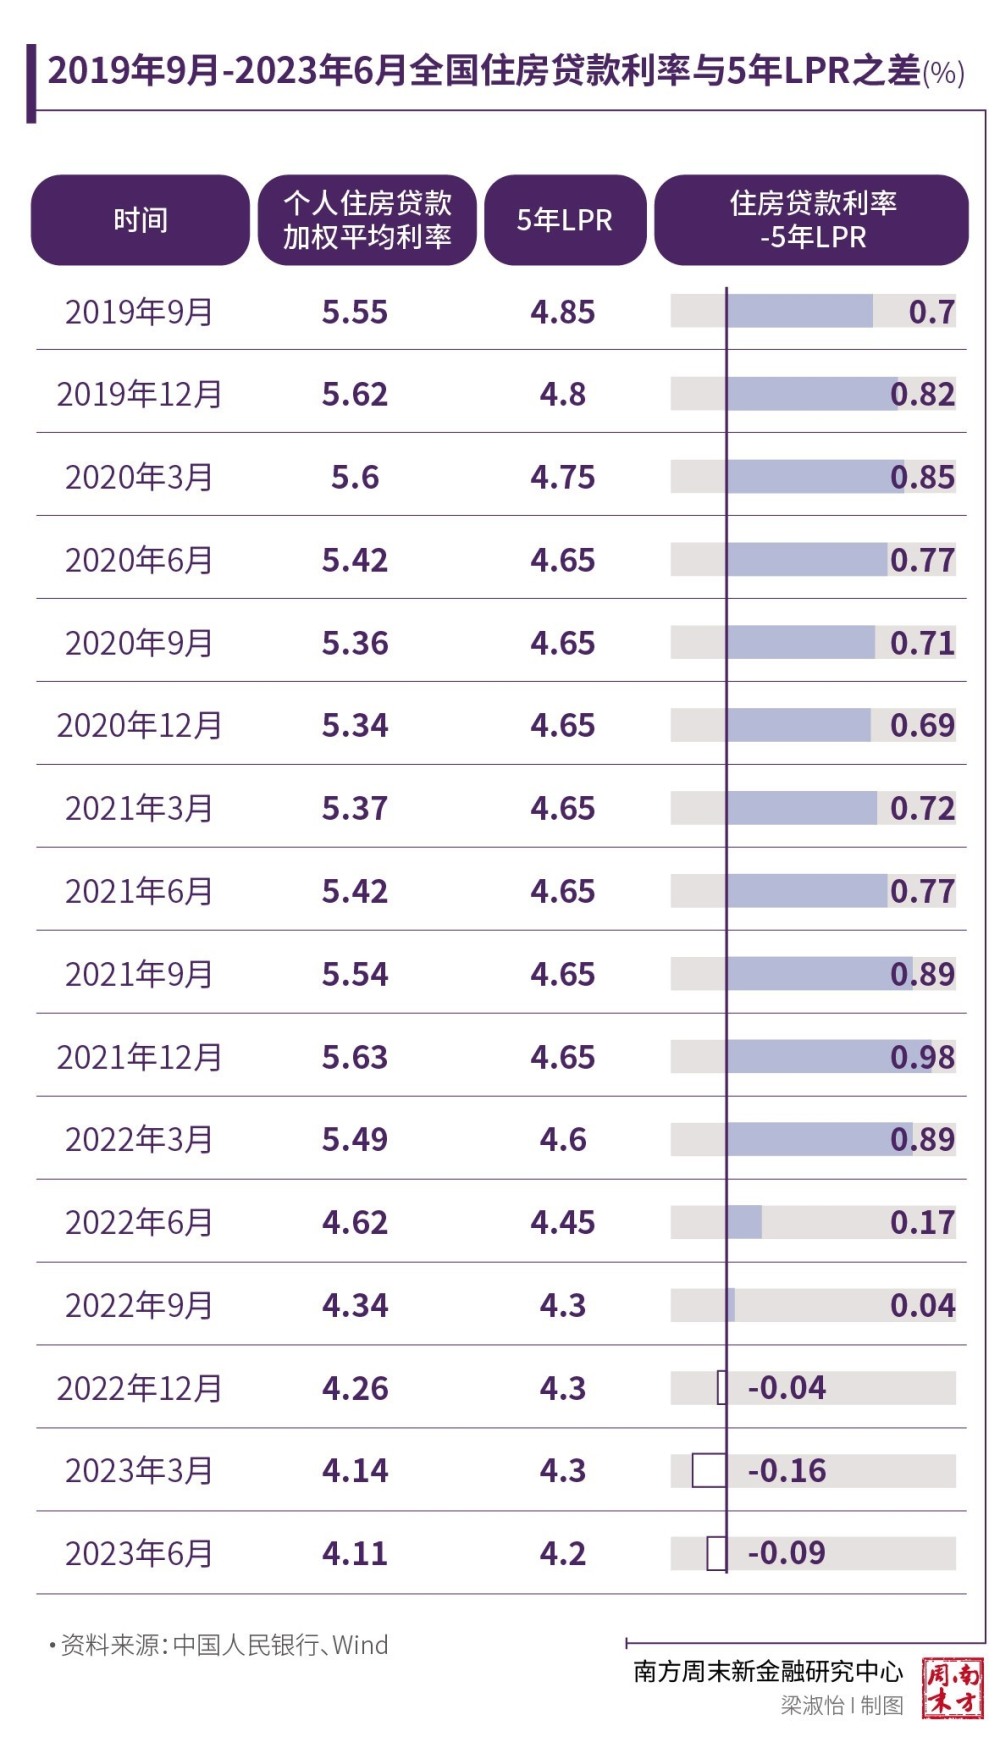 2019年9月-2023年6月全国住房贷款利率与5年LPR之差(%)
时间 个人住房贷款加权平均利率 5年LPR 住房贷款利率-5年LPR
2019年9月 5.55 4.85 0.7
2019年12月 5.62 4.8 0.82
2020年3月 5.6 4.75 0.85
2020年6月 5.42 4.65 0.77
2020年9月 5.36 4.65 0.71
2020年12月 5.34 4.65 0.69
2021年3月 5.37 4.65 0.72
2021年6月 5.42 4.65 0.77
2021年9月 5.54 4.65 0.89
2021年12月 5.63 4.65 0.98
2022年3月 5.49 4.6 0.89
2022年6月 4.62 4.45 0.17
2022年9月 4.34 4.3 0.04
2022年12月 4.26 4.3 -0.04
2023年3月 4.14 4.3 -0.16
2023年6月 4.11 4.2 -0.09
•资料来源：中国人民银行、Wind
南方周末新金融研究中心
梁淑怡 | 制图
南方周末